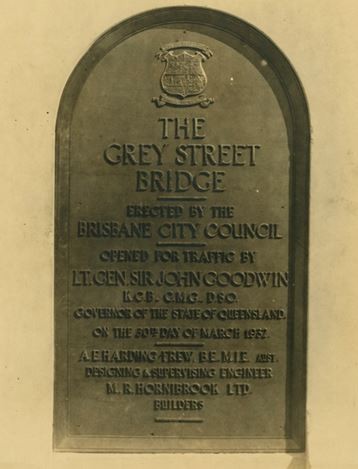 THE
GREY STREET
BRIDGE
ERECTED BY THE
BRISBANE CITY COUNCIL
OPENED FOR TRAFFIC BY
LT. GEN. SIR JOHN GOODWIN
K.C.B. C.M.G. D.S.O.
GOVERNOR OF THE STATE OF QUEENSLAND
ON THE 30TH DAY OF MARCH 1932.
A.E. HARDING FREW. B.E. M.I.E. AUST.
DESIGNING & SUPERVISING ENGINEER
M.R. HORNIBROOK LTD
BUILDERS